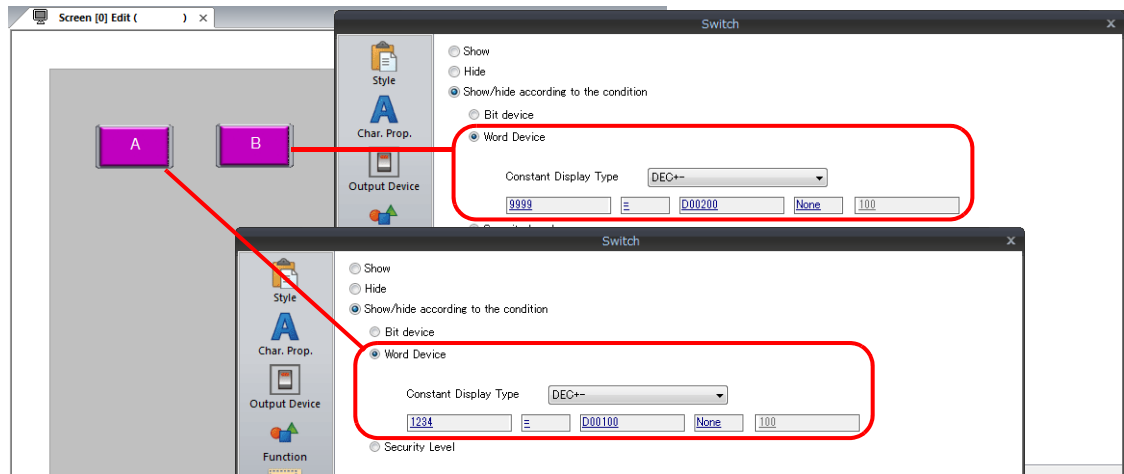 Screen [0] Edit ( ) ×
Switch x
Style
Char. Prop.
Output Device
Show
Hide
Show/hide according to the condition
Bit device
Word Device
Constant Display Type DEC+-
9999 = D00200 None 100
A
B
Switch x
Style
Char. Prop.
Output Device
Function
Show
Hide
Show/hide according to the condition
Bit device
Word Device
Constant Display Type DEC+-
1234 = D00100 None 100
Security Level